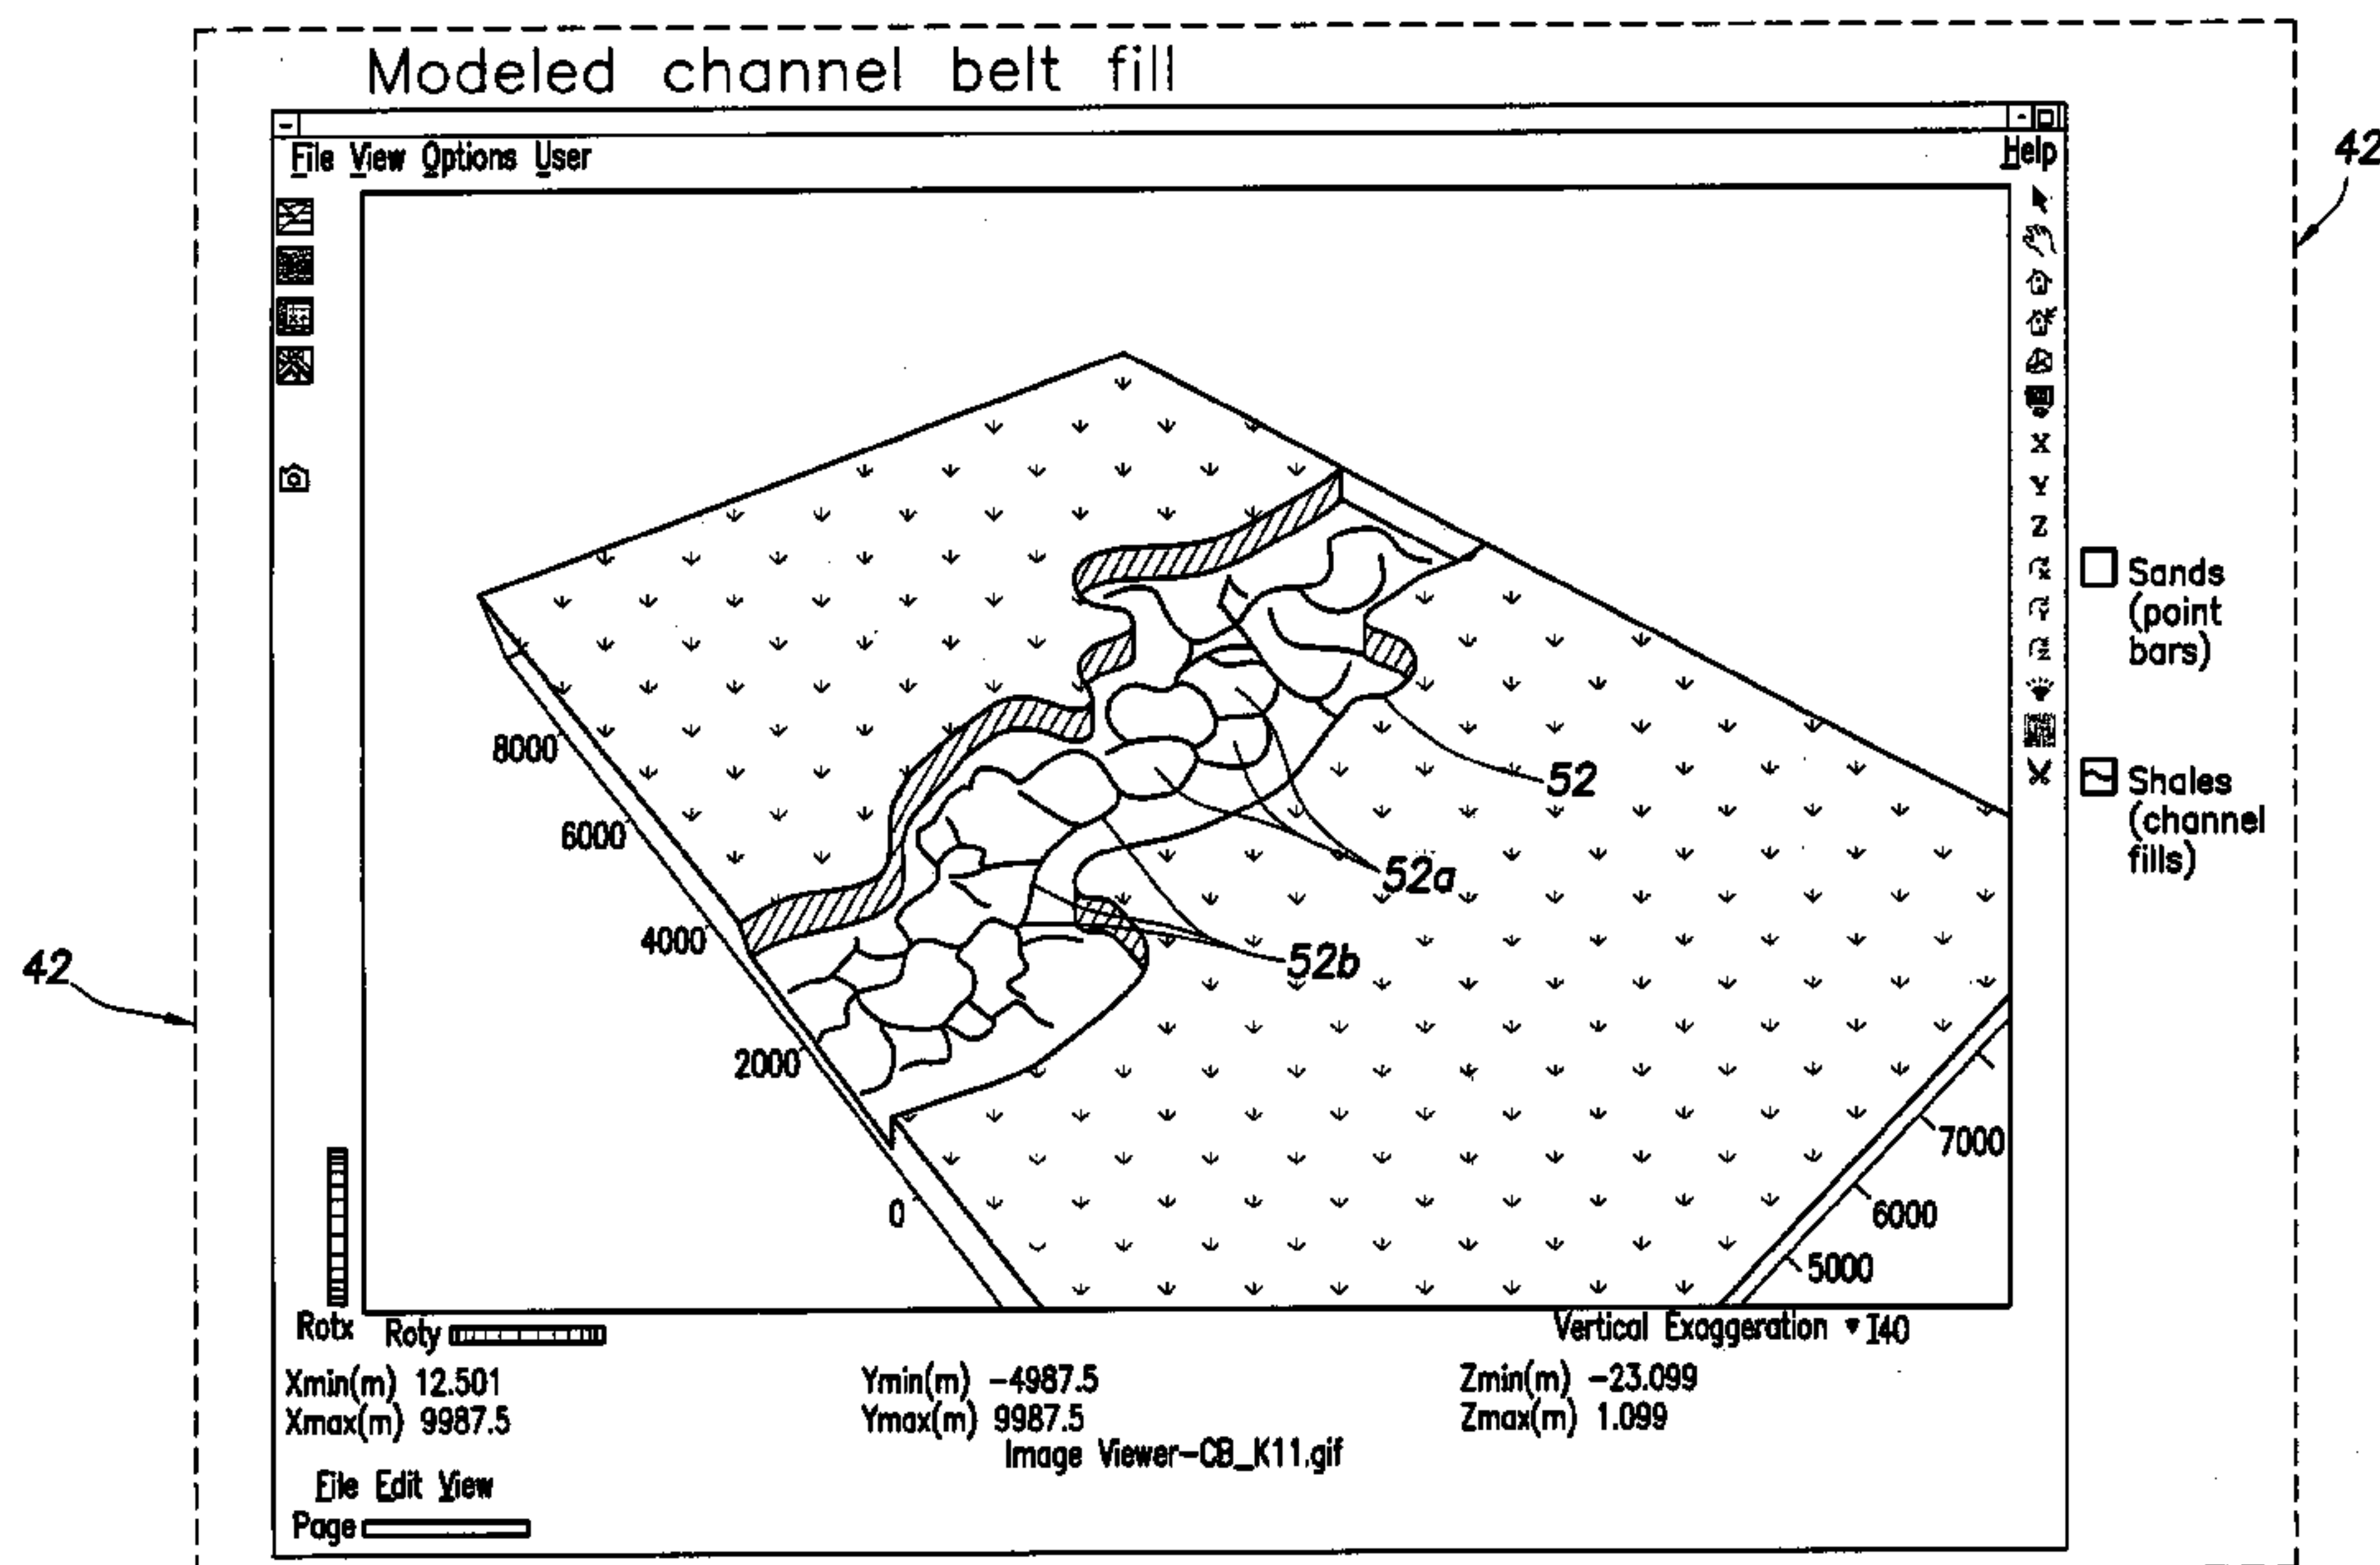 Modeled channel belt fill
42
File View Options User
Help
X
Y
Z
Sands
(point
bars)
Shales
(channel
fills)
8000
6000
4000
2000
0
52
52a
52b
42
7000
6000
5000
Rotx
Roty
Vertical Exaggeration ▼ I40
Xmin(m) 12.501
Xmax(m) 9987.5
Ymin(m) -4987.5
Ymax(m) 9987.5
Zmin(m) -23.099
Zmax(m) 1.099
Image Viewer-CB_K11.gif
File Edit View
Page